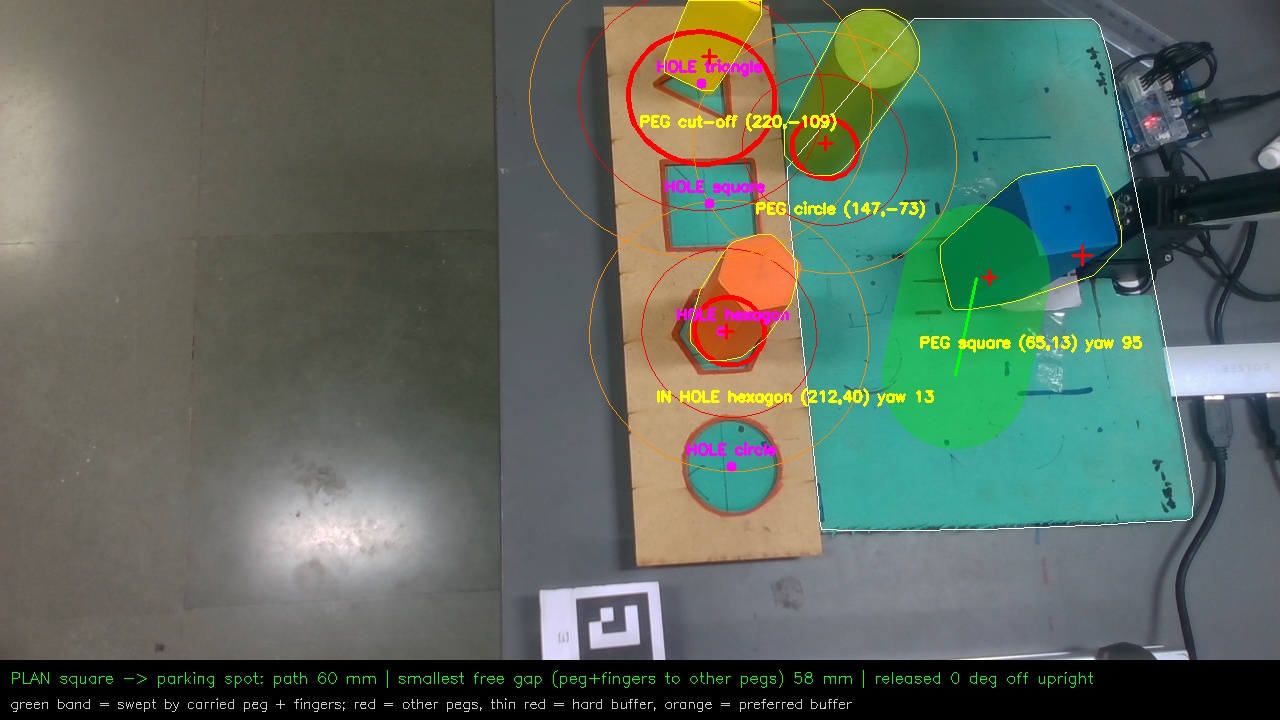 HOLE triangle
PEG cut-off (220,-109)
HOLE square
PEG circle (147,-73)
HOLE hexagon
PEG square (65,13) yaw 95
IN HOLE hexagon (212,40) yaw 13
HOLE circle
PLAN square -> parking spot: path 60 mm | smallest free gap (peg+fingers to other pegs) 58 mm | released 0 deg off upright
green band = swept by carried peg + fingers; red = other pegs, thin red = hard buffer, orange = preferred buffer